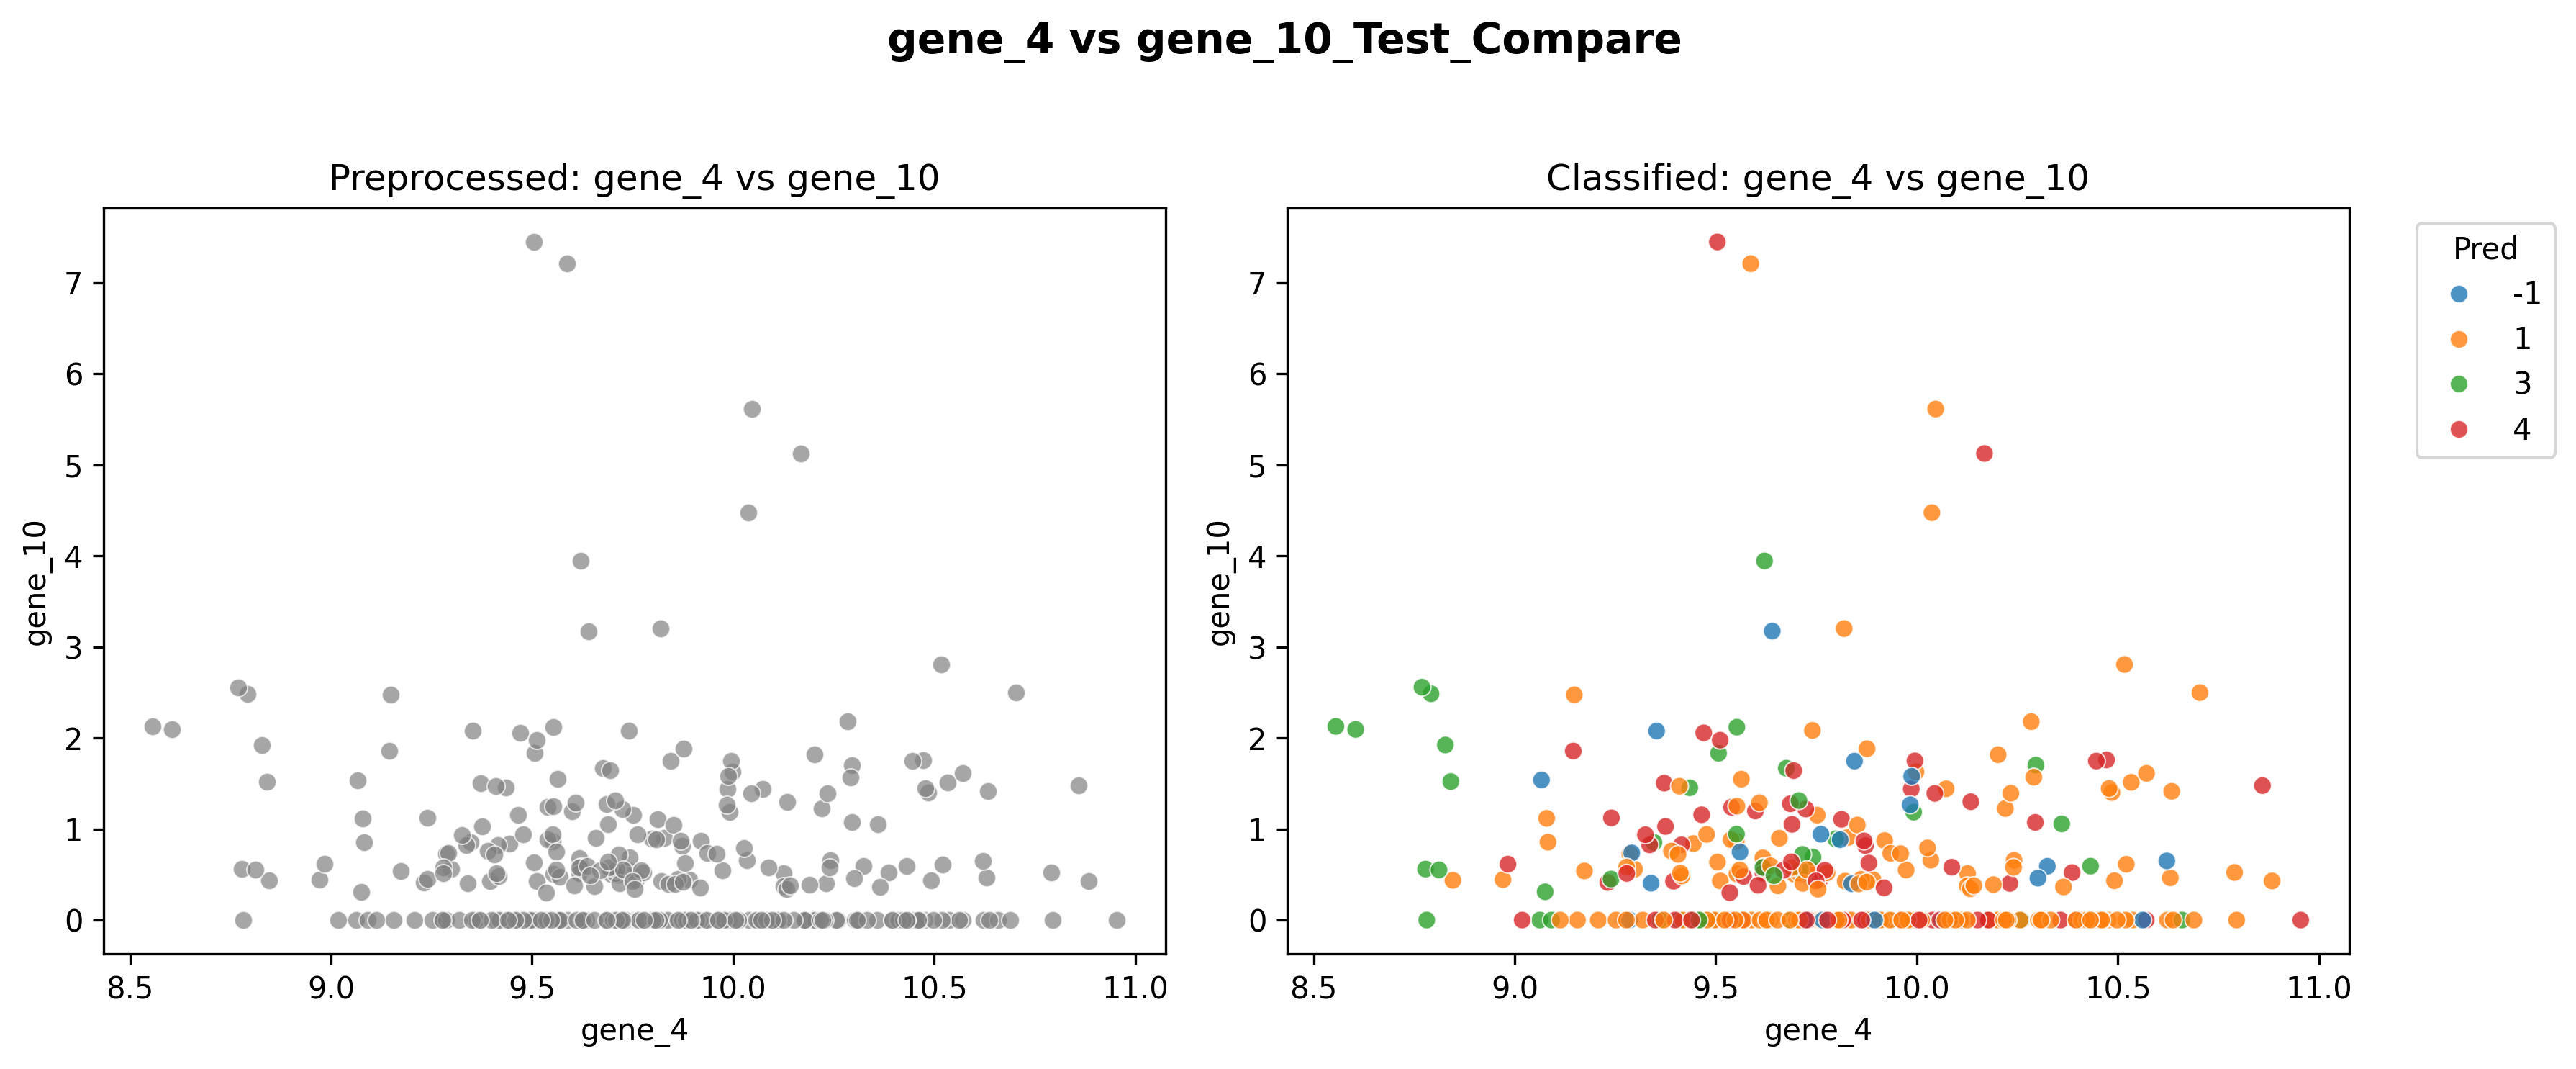 gene_4 vs gene_10_Test_Compare
Preprocessed: gene_4 vs gene_10
gene_10
7
6
5
4
3
2
1
0
8.5 9.0 9.5 10.0 10.5 11.0
gene_4
Classified: gene_4 vs gene_10
gene_10
7
6
5
4
3
2
1
0
8.5 9.0 9.5 10.0 10.5 11.0
gene_4
Pred
-1
1
3
4